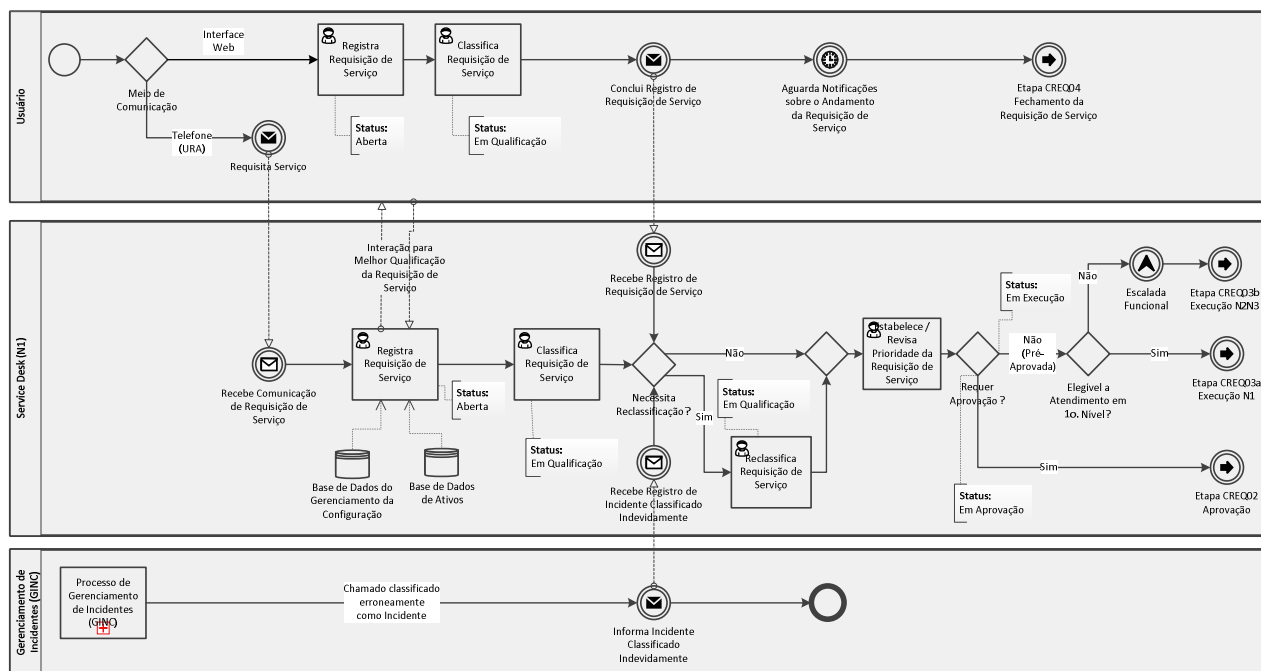 Usuário
Interface
Web
Meio de
Comunicação
Telefone
(URA)
Requisita Serviço
Registra
Requisição de
Serviço
Status:
Aberta
Classifica
Requisição de
Serviço
Status:
Em Qualificação
Conclui Registro de
Requisição de Serviço
Aguarda Notificações
sobre o Andamento
da Requisição de
Serviço
Etapa CREQ04
Fechamento da
Requisição de Serviço
Service Desk (N1)
Interação para
Melhor Qualificação
da Requisição de
Serviço
Recebe Comunicação
de Requisição de
Serviço
Registra
Requisição de
Serviço
Status:
Aberta
Base de Dados do
Gerenciamento da
Configuração
Base de Dados
de Ativos
Classifica
Requisição de
Serviço
Status:
Em Qualificação
Recebe Registro de
Requisição de Serviço
Necessita
Reclassificação?
Não
Sim
Recebe Registro de
Incidente Classificado
Indevidamente
Status:
Em Qualificação
Reclassifica
Requisição de
Serviço
Estabelece /
Revisa
Prioridade da
Requisição de
Serviço
Requer
Aprovação ?
Status:
Em Execução
Não
(Pré-
Aprovada)
Status:
Em Aprovação
Sim
Elegivel a
Atendimento em
1o. Nivel?
Não
Sim
Escalada
Funcional
Etapa CREQ03b
Execução N2N3
Etapa CREQ03a
Execução N1
Etapa CREQ02
Aprovação
Gerenciamento de
Incidentes (GINC)
Processo de
Gerenciamento
de Incidentes
(GINC)
Chamado classificado
erroneamente
como Incidente
Informa Incidente
Classificado
Indevidamente